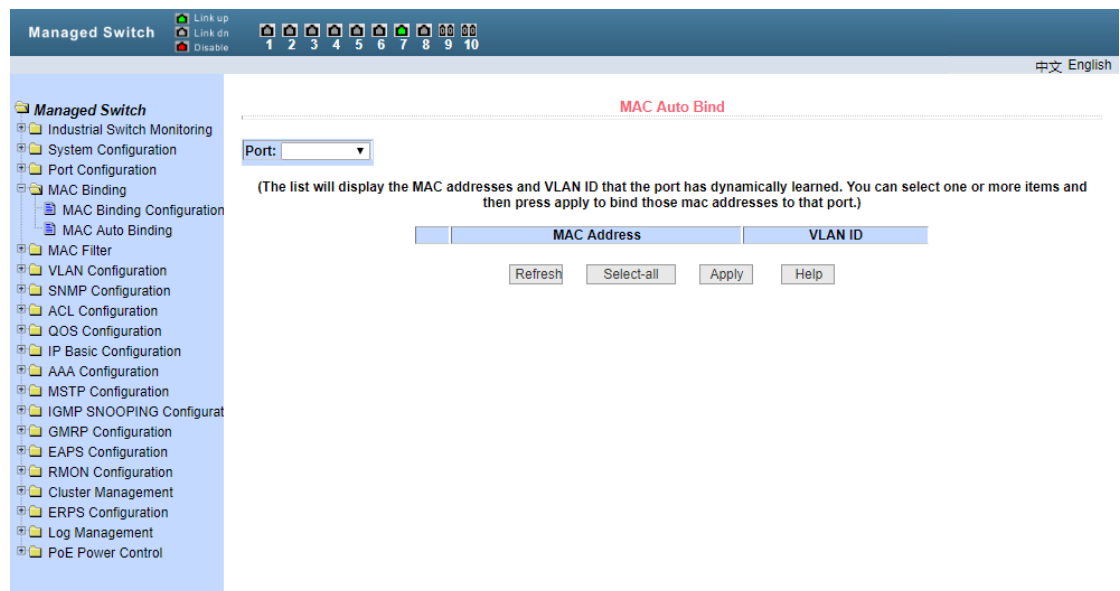 Managed Switch
Link up
Link dn
Disable
1 2 3 4 5 6 7 8 9 10
中文 English
Managed Switch
Industrial Switch Monitoring
System Configuration
Port Configuration
MAC Binding
MAC Binding Configuration
MAC Auto Binding
MAC Filter
VLAN Configuration
SNMP Configuration
ACL Configuration
QOS Configuration
IP Basic Configuration
AAA Configuration
MSTP Configuration
IGMP SNOOPING Configurat
GMRP Configuration
EAPS Configuration
RMON Configuration
Cluster Management
ERPS Configuration
Log Management
PoE Power Control
MAC Auto Bind
Port:
(The list will display the MAC addresses and VLAN ID that the port has dynamically learned. You can select one or more items and
then press apply to bind those mac addresses to that port.)
MAC Address VLAN ID
Refresh Select-all Apply Help